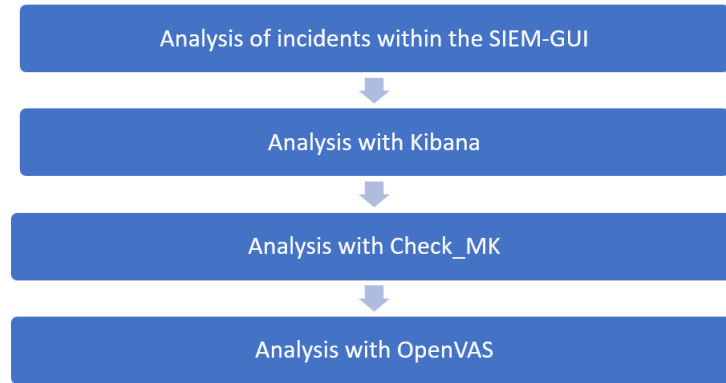 Analysis of incidents within the SIEM-GUI
Analysis with Kibana
Analysis with Check_MK
Analysis with OpenVAS